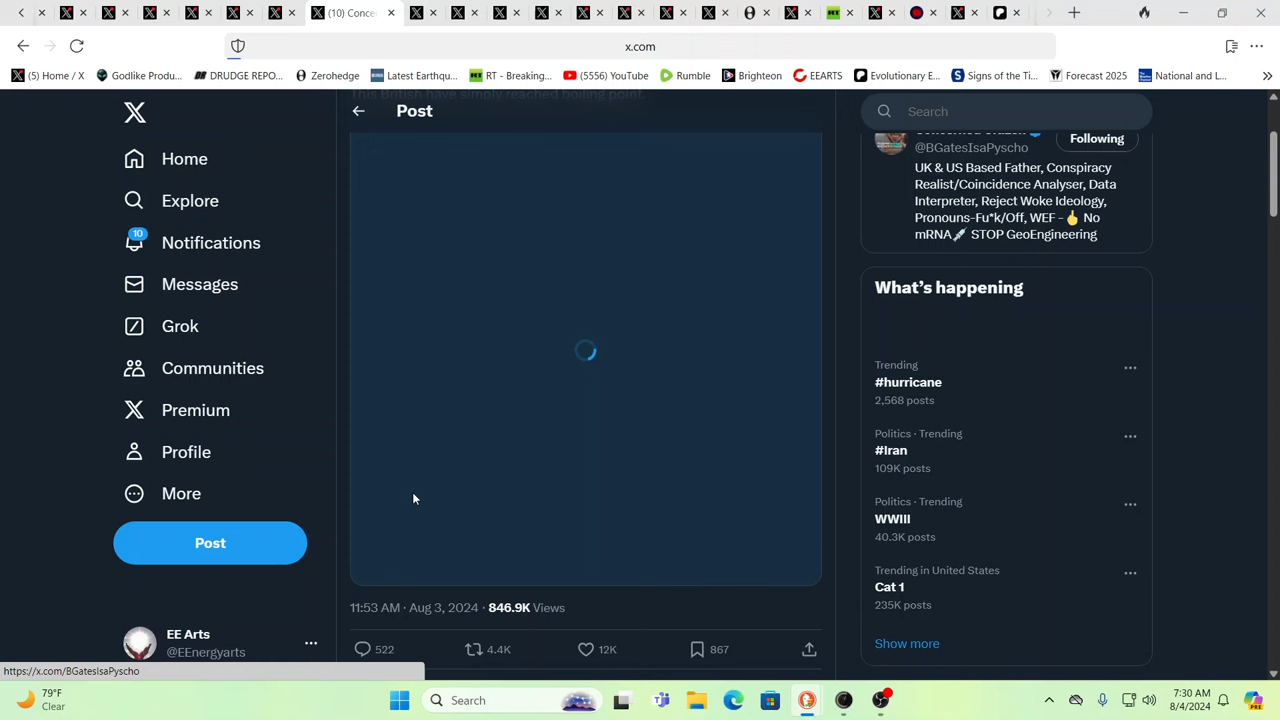 (10) Conce
x.com
(5) Home / X
Godlike Produ...
DRUDGE REPO...
Zerohedge
Latest Earthqu...
RT - Breaking...
(5556) YouTube
Rumble
Brighteon
EEARTS
Evolutionary E...
Signs of the Ti...
Forecast 2025
National and L...
This British have simply reached boiling point.
Post
Search
Home
Explore
10
Notifications
Messages
Grok
Communities
Premium
Profile
More
Post
EE Arts
@EEnergyarts
11:53 AM · Aug 3, 2024 · 846.9K Views
522
4.4K
12K
867
@BGatesIsaPyscho
Following
UK & US Based Father, Conspiracy
Realist/Coincidence Analyser, Data
Interpreter, Reject Woke Ideology,
Pronouns-Fu*k/Off, WEF -🖕 No
mRNA💉 STOP GeoEngineering
What's happening
Trending
#hurricane
2,568 posts
Politics · Trending
#Iran
109K posts
Politics · Trending
WWIII
40.3K posts
Trending in United States
Cat 1
235K posts
Show more
https://x.com/BGatesIsaPyscho
79°F
Clear
Search
7:30 AM
8/4/2024